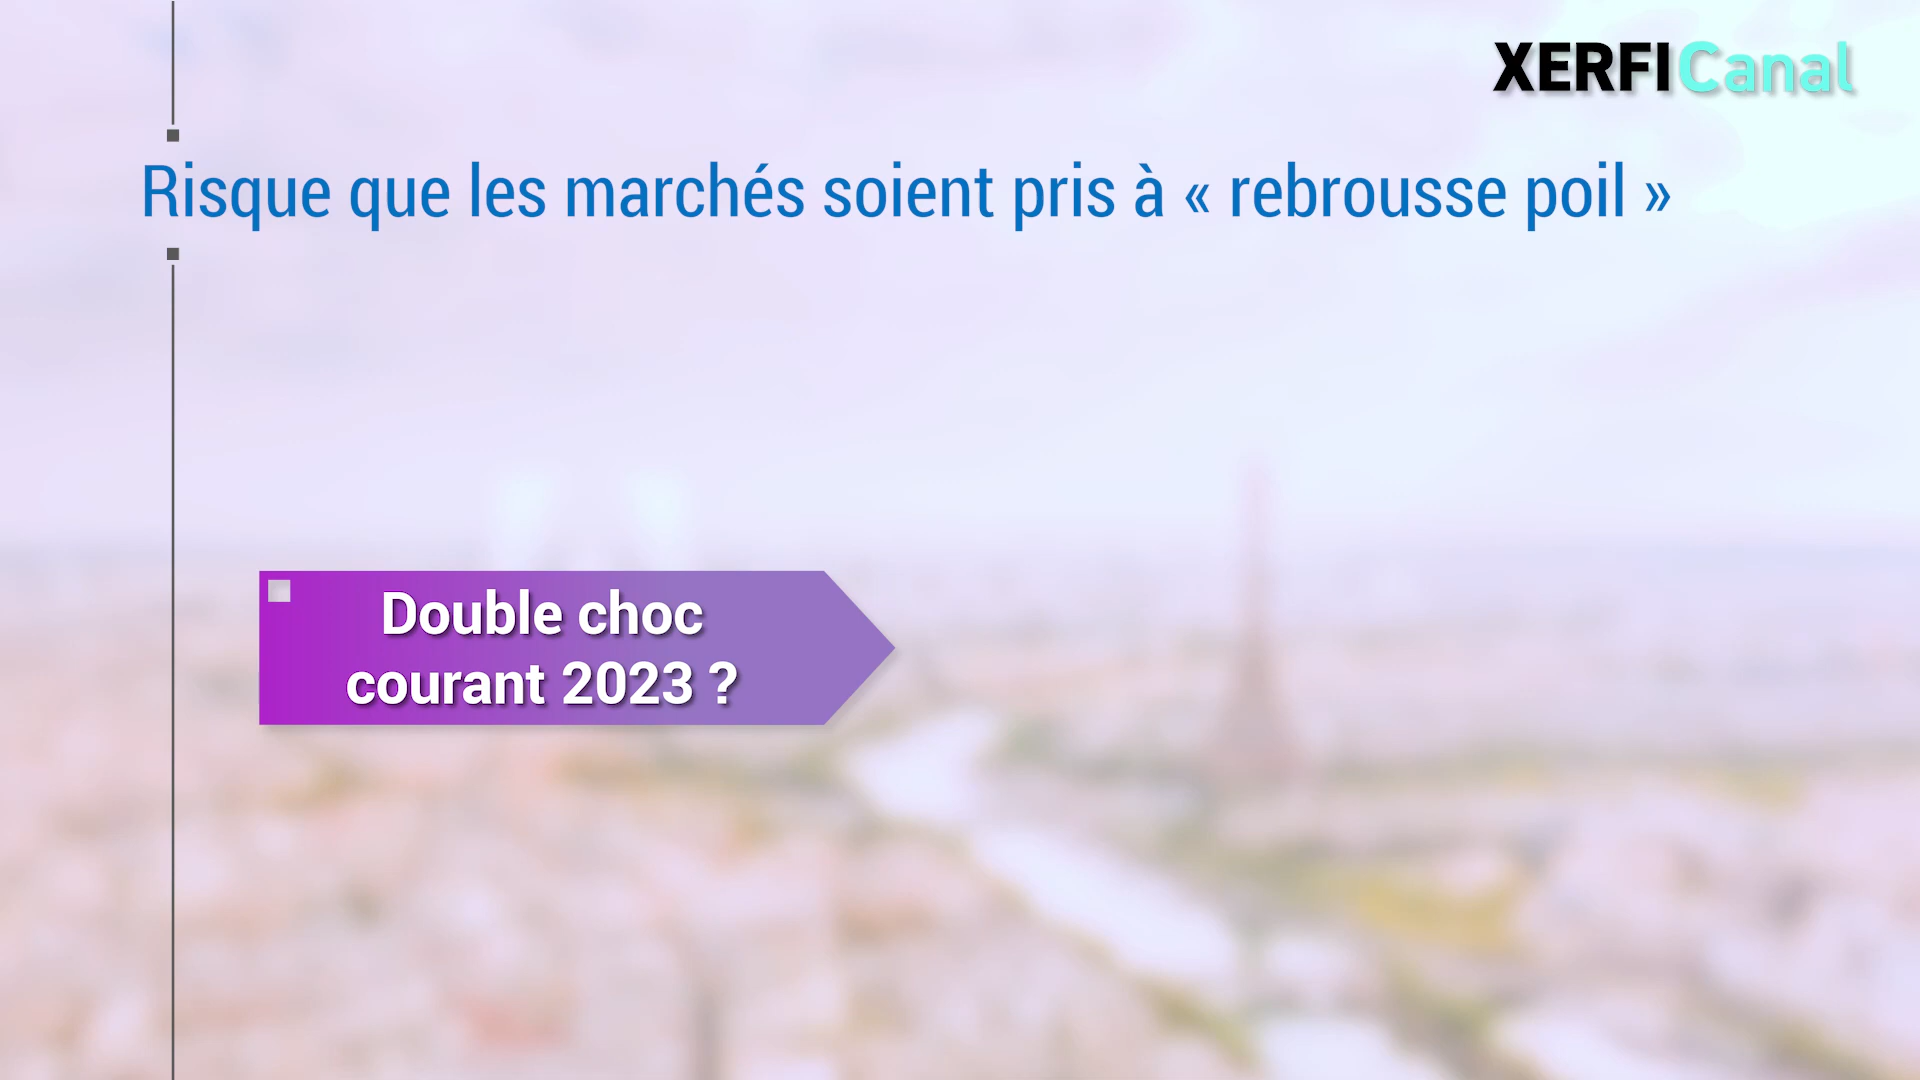 XERFI Canal
Risque que les marchés soient pris à « rebrousse poil »
Double choc
courant 2023 ?